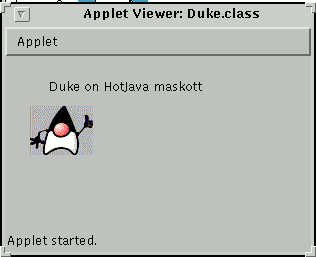 Applet Viewer: Duke.class
Applet
Duke on HotJava maskott
Applet started.